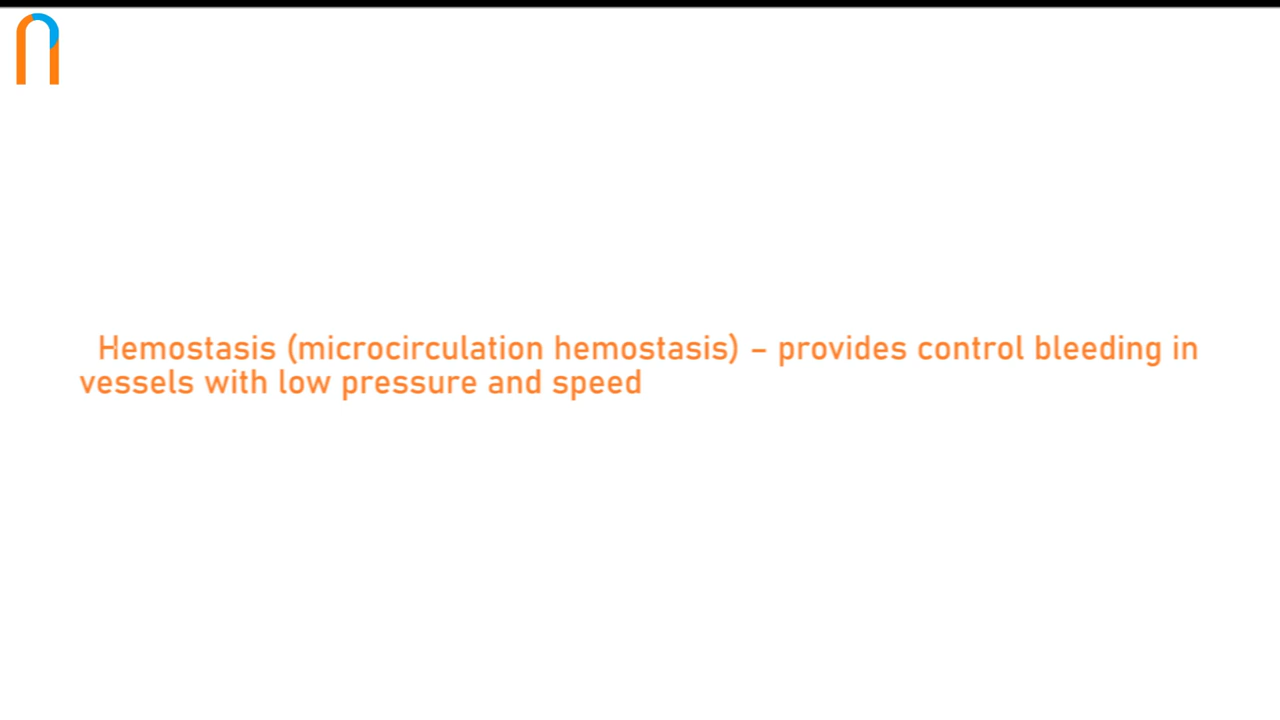 Hemostasis (microcirculation hemostasis) – provides control bleeding in
vessels with low pressure and speed